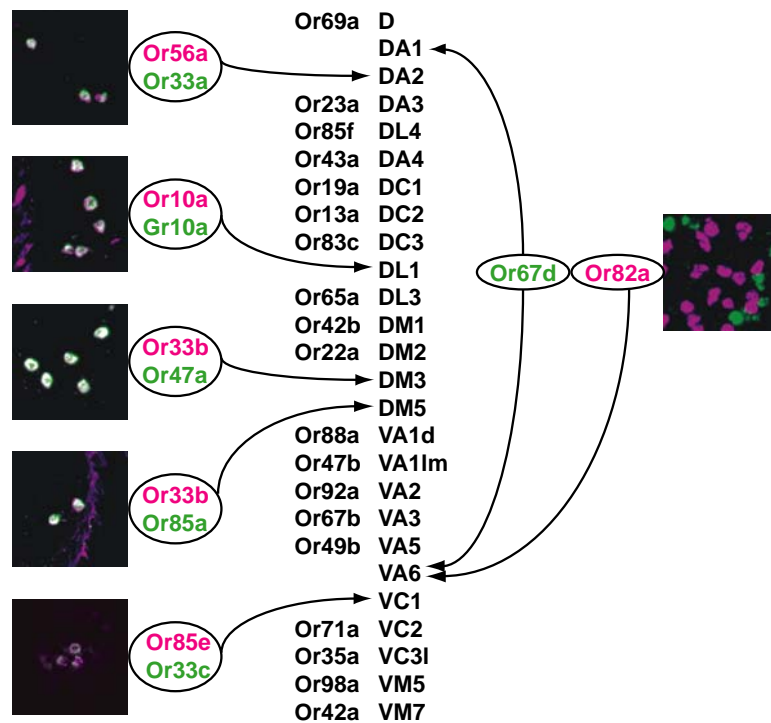 Or69a D
DA1
Or56a
Or33a
DA2
Or23a DA3
Or85f DL4
Or43a DA4
Or19a DC1
Or13a DC2
Or83c DC3
Or10a
Gr10a
DL1
Or67d
Or82a
Or65a DL3
Or42b DM1
Or22a DM2
Or33b
Or47a
DM3
DM5
Or88a VA1d
Or47b VA1lm
Or92a VA2
Or33b
Or85a
Or67b VA3
Or49b VA5
VA6
VC1
Or85e
Or33c
Or71a VC2
Or35a VC3l
Or98a VM5
Or42a VM7